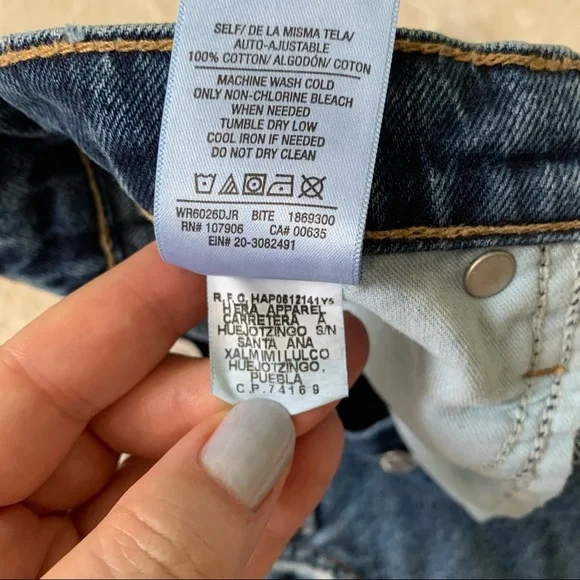 SELF/ DE LA MISMA TELA/
AUTO-AJUSTABLE
100% COTTON/ ALGODÓN/ COTON
MACHINE WASH COLD
ONLY NON-CHLORINE BLEACH
WHEN NEEDED
TUMBLE DRY LOW
COOL IRON IF NEEDED
DO NOT DRY CLEAN
WR6026DJR BITE 1869300
RN# 107906 CA# 00635
EIN# 20-3082491
R.F.C. HAP0612141Y5
HERA APPAREL
CARRETERA A
HUEJOTZINGO S/N
SANTA ANA
XALMIMILULCO
HUEJOTZINGO,
PUEBLA
C.P.74169